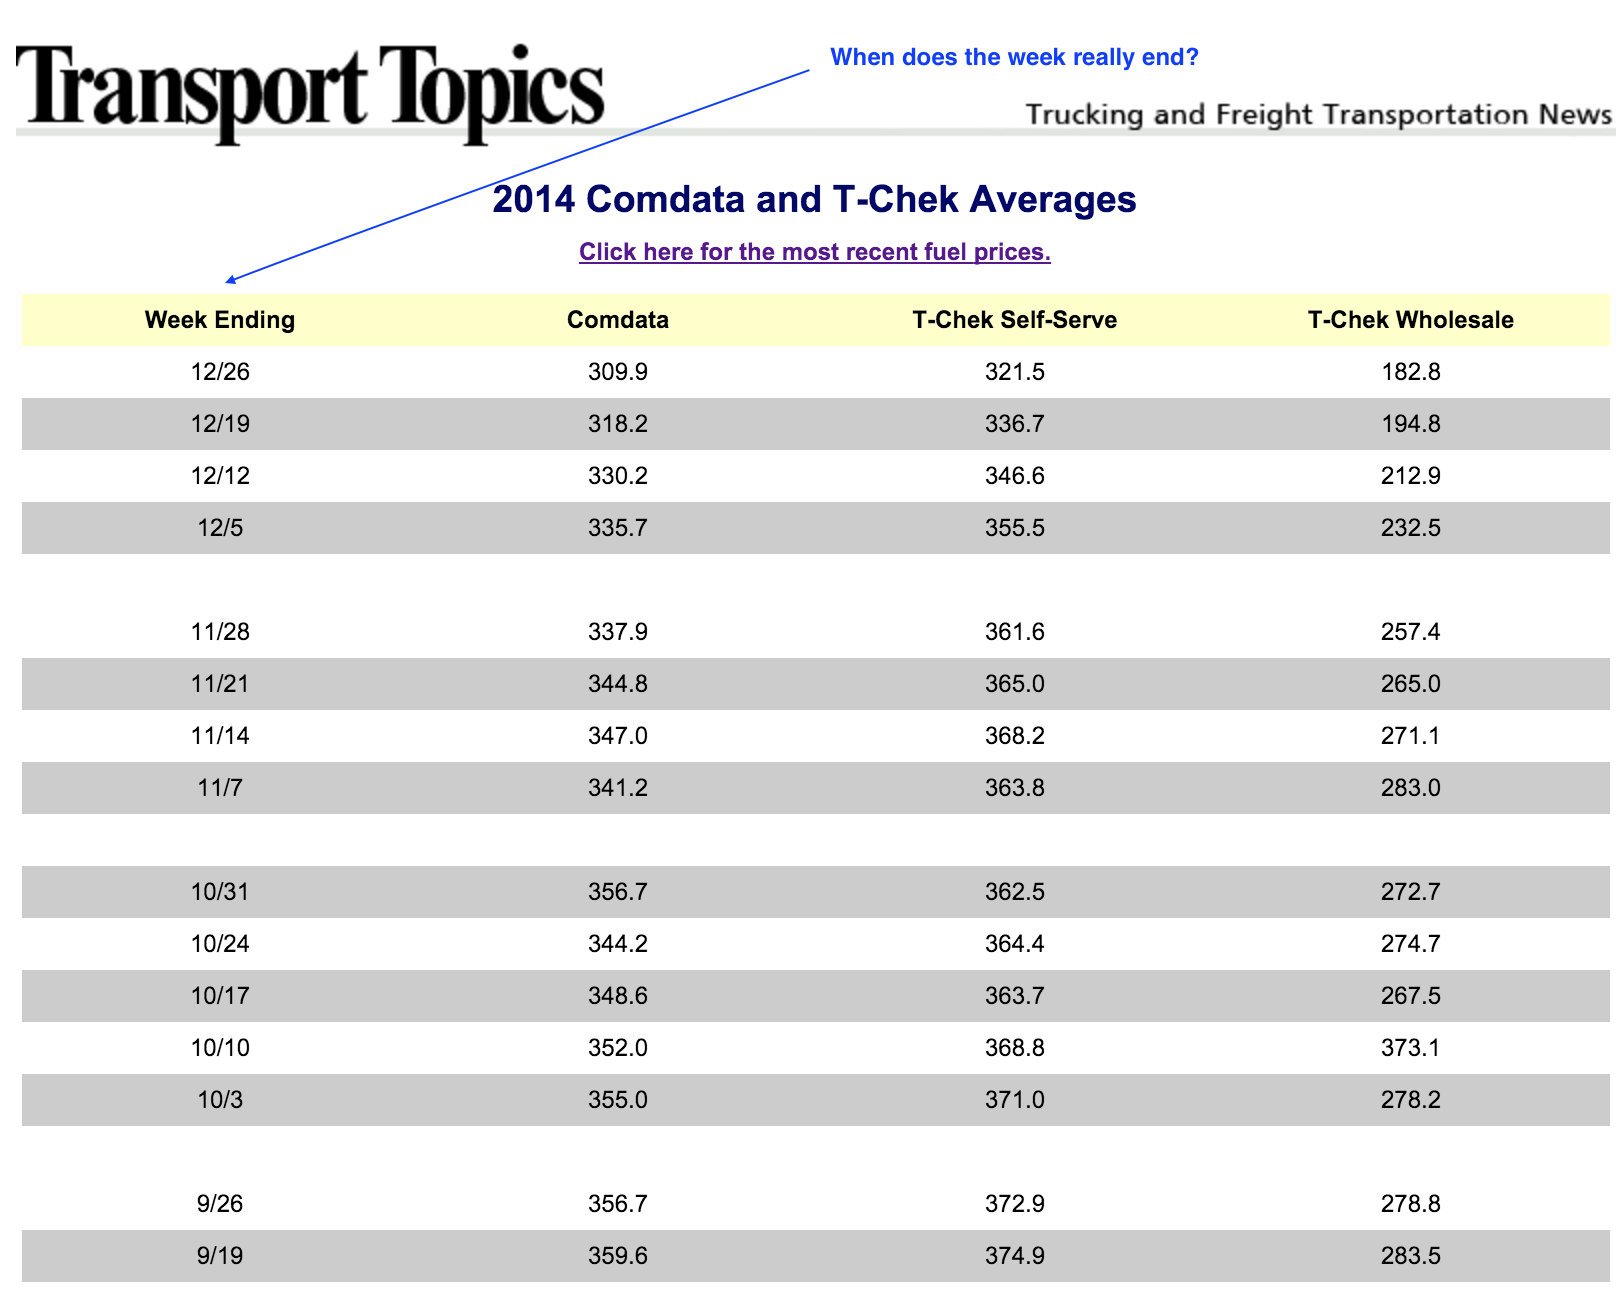 When does the week really end?
Transport Topics
Trucking and Freight Transportation News
2014 Comdata and T-Chek Averages
Click here for the most recent fuel prices.
Week Ending Comdata T-Chek Self-Serve T-Chek Wholesale
12/26 309.9 321.5 182.8
12/19 318.2 336.7 194.8
12/12 330.2 346.6 212.9
12/5 335.7 355.5 232.5
11/28 337.9 361.6 257.4
11/21 344.8 365.0 265.0
11/14 347.0 368.2 271.1
11/7 341.2 363.8 283.0
10/31 356.7 362.5 272.7
10/24 344.2 364.4 274.7
10/17 348.6 363.7 267.5
10/10 352.0 368.8 373.1
10/3 355.0 371.0 278.2
9/26 356.7 372.9 278.8
9/19 359.6 374.9 283.5